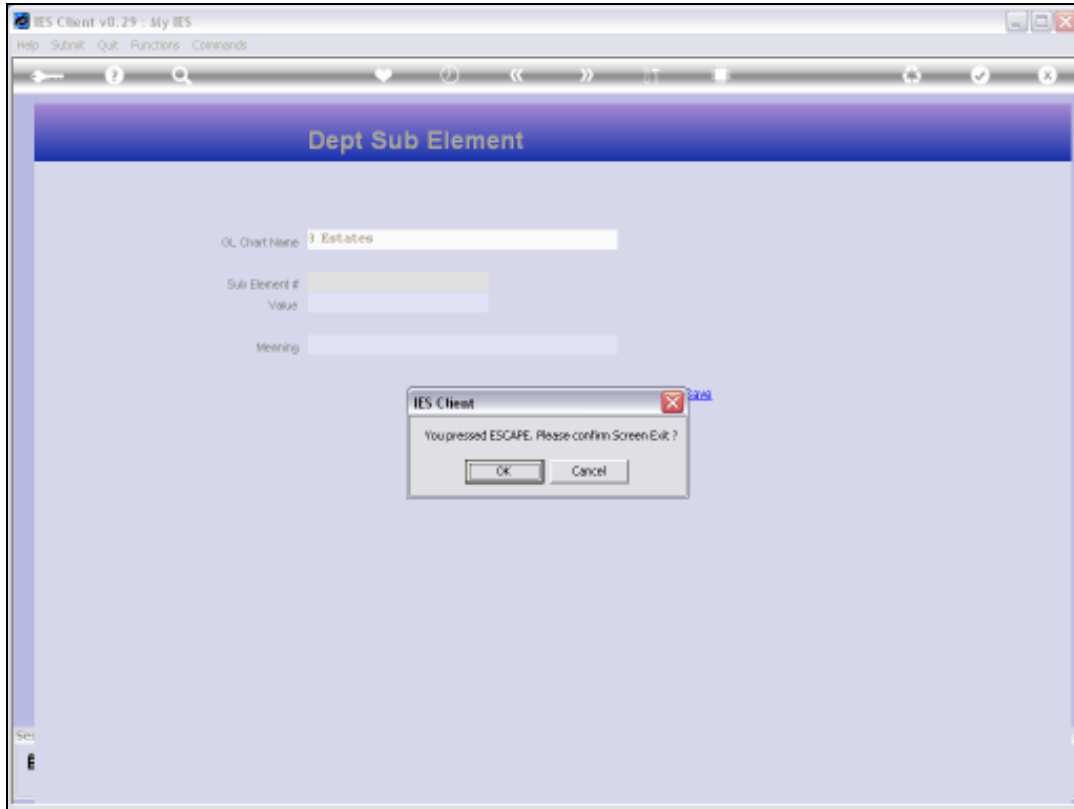 IES Client v8.29 : My IES
Help Submit Quit Functions Commands
Dept Sub Element
GL Chart Name 3 Estates
Sub Element #
Value
Meaning
Save
IES Client
You pressed ESCAPE. Please confirm Screen Exit ?
OK Cancel